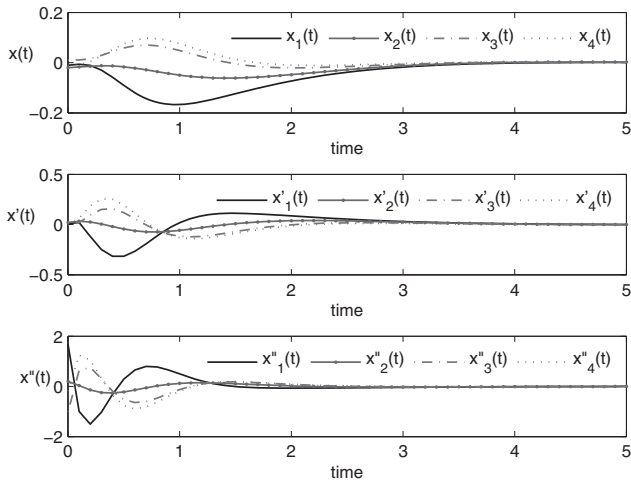 0.2
x₁(t) x₂(t) x₃(t) x₄(t)
x(t)
0
−0.2
0 1 2 3 4 5
time
0.5
x'₁(t) x'₂(t) x'₃(t) x'₄(t)
x'(t)
0
−0.5
0 1 2 3 4 5
time
2
x"₁(t) x"₂(t) x"₃(t) x"₄(t)
x"(t)
0
−2
0 1 2 3 4 5
time